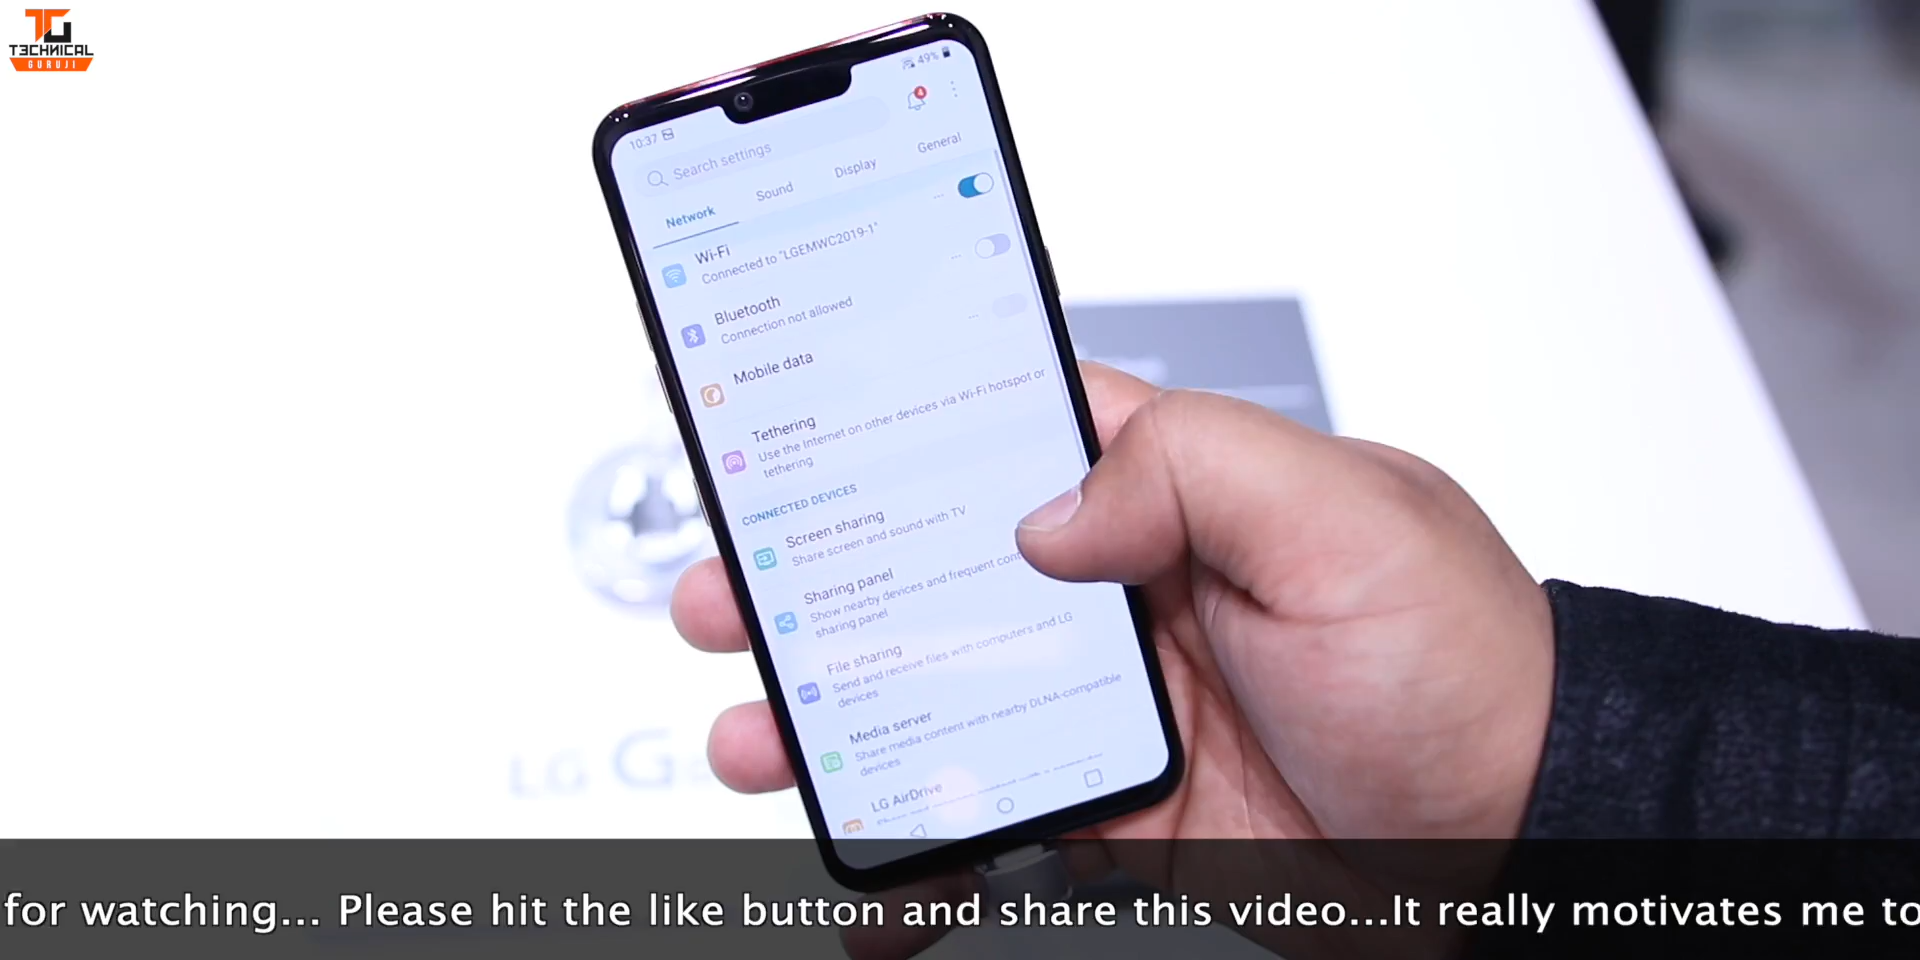 TECHNICAL
GURUJI
49%
10:37
4
Search settings
Network
Sound
Display
General
Wi-Fi
Connected to "LGEMWC2019-1"
Bluetooth
Connection not allowed
Mobile data
Tethering
Use the Internet on other devices via Wi-Fi hotspot or
tethering
CONNECTED DEVICES
Screen sharing
Share screen and sound with TV
Sharing panel
Show nearby devices and frequent
sharing panel
File sharing
Send and receive files with computers and LG
devices
Media server
Share media content with nearby DLNA-compatible
devices
LG AirDrive
LG G
for watching... Please hit the like button and share this video...It really motivates me to